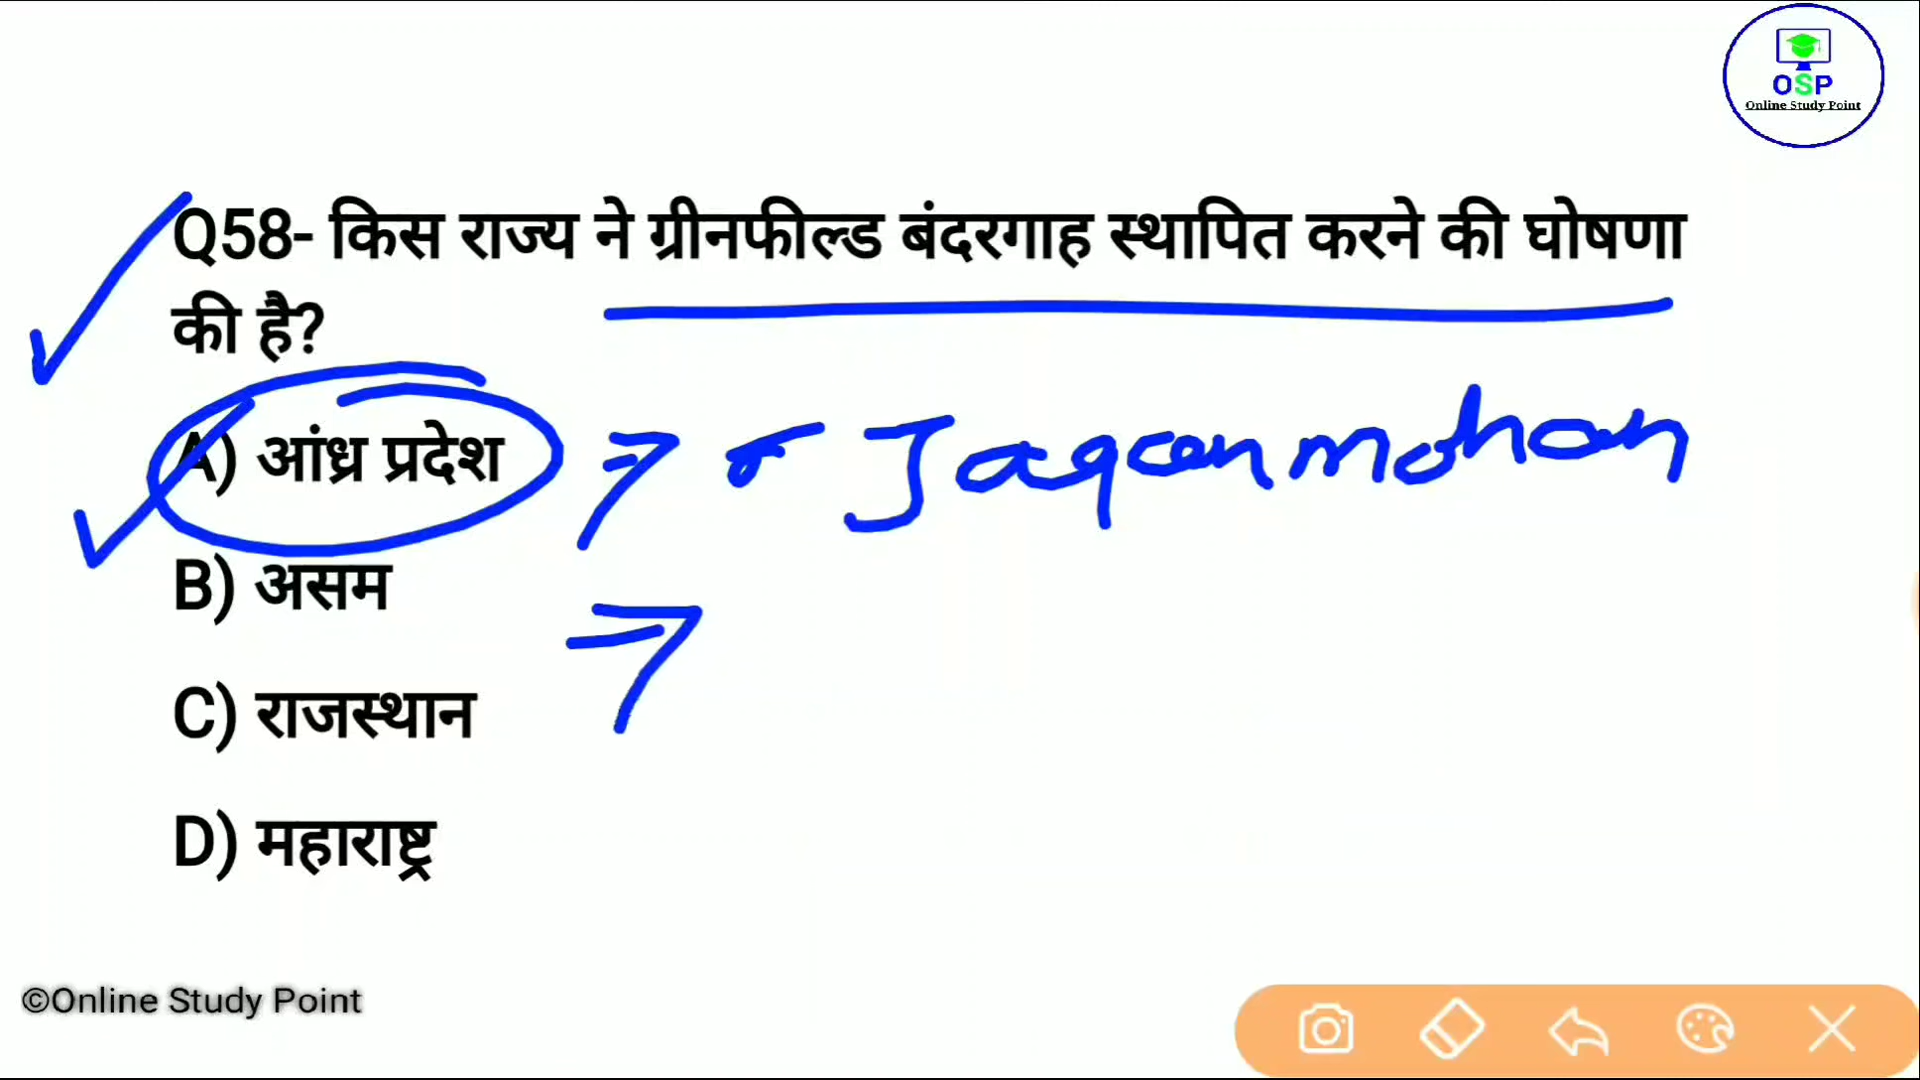 OSP
Online Study Point
Q58- किस राज्य ने ग्रीनफील्ड बंदरगाह स्थापित करने की घोषणा
की है?
A) आंध्र प्रदेश
Jaganmohan
B) असम
C) राजस्थान
D) महाराष्ट्र
©Online Study Point